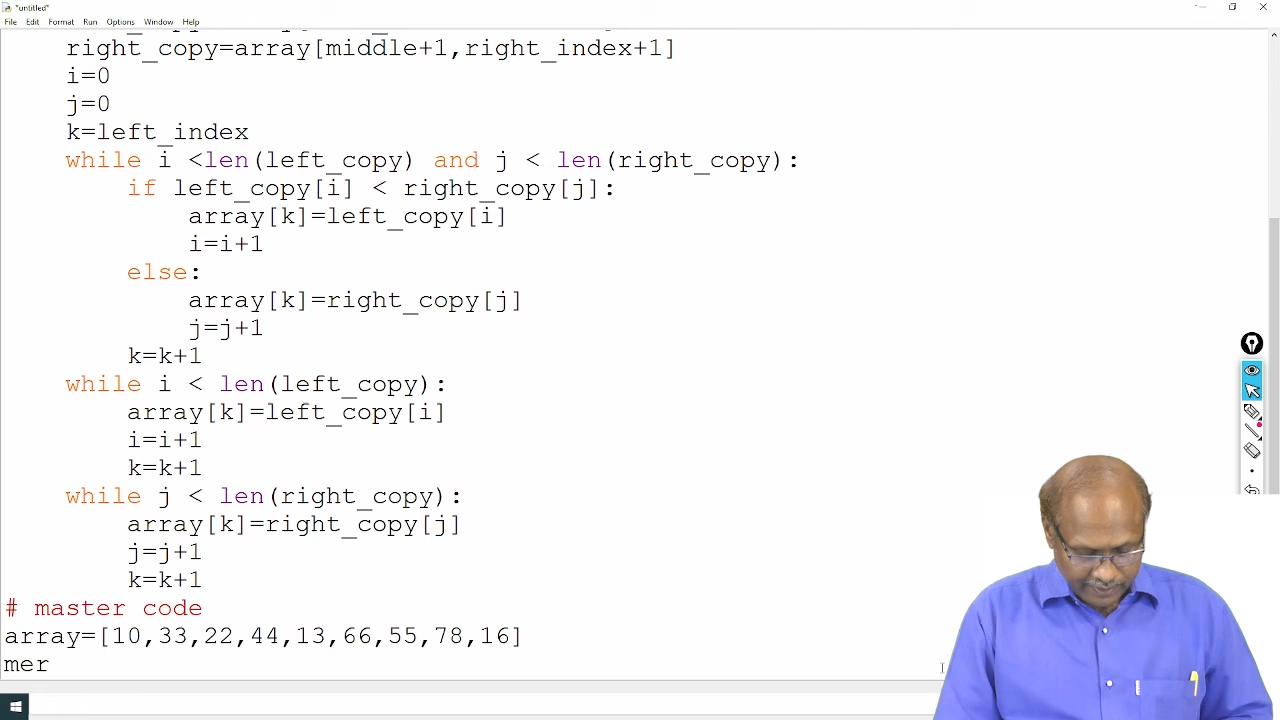 *untitled*
File Edit Format Run Options Window Help
right_copy=array[middle+1,right_index+1]
i=0
j=0
k=left_index
while i <len(left_copy) and j < len(right_copy):
if left_copy[i] < right_copy[j]:
array[k]=left_copy[i]
i=i+1
else:
array[k]=right_copy[j]
j=j+1
k=k+1
while i < len(left_copy):
array[k]=left_copy[i]
i=i+1
k=k+1
while j < len(right_copy):
array[k]=right_copy[j]
j=j+1
k=k+1
# master code
array=[10,33,22,44,13,66,55,78,16]
mer